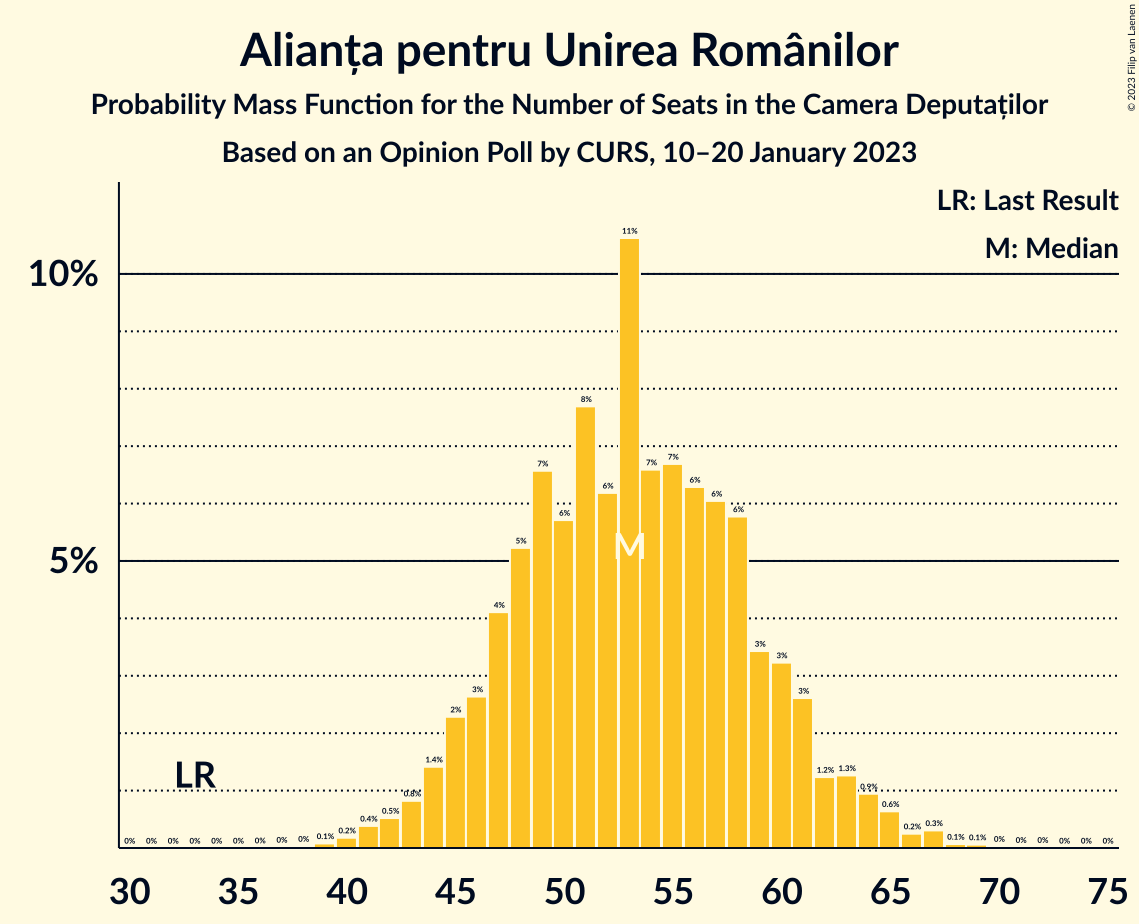 Alianța pentru Unirea Românilor
Probability Mass Function for the Number of Seats in the Camera Deputaților
Based on an Opinion Poll by CURS, 10–20 January 2023
© 2023 Filip van Laenen
LR: Last Result
M: Median
10%
5%
0% 0% 0% 0% 0% 0% 0% 0% 0% 0.1% 0.2% 0.4% 0.5% 0.8% 1.4% 2% 3% 4% 5% 7% 6% 8% 6% 11% 7% 7% 6% 6% 6% 3% 3% 3% 1.2% 1.3% 0.9% 0.6% 0.2% 0.3% 0.1% 0.1% 0% 0% 0% 0% 0% 0%
LR
M
30 35 40 45 50 55 60 65 70 75